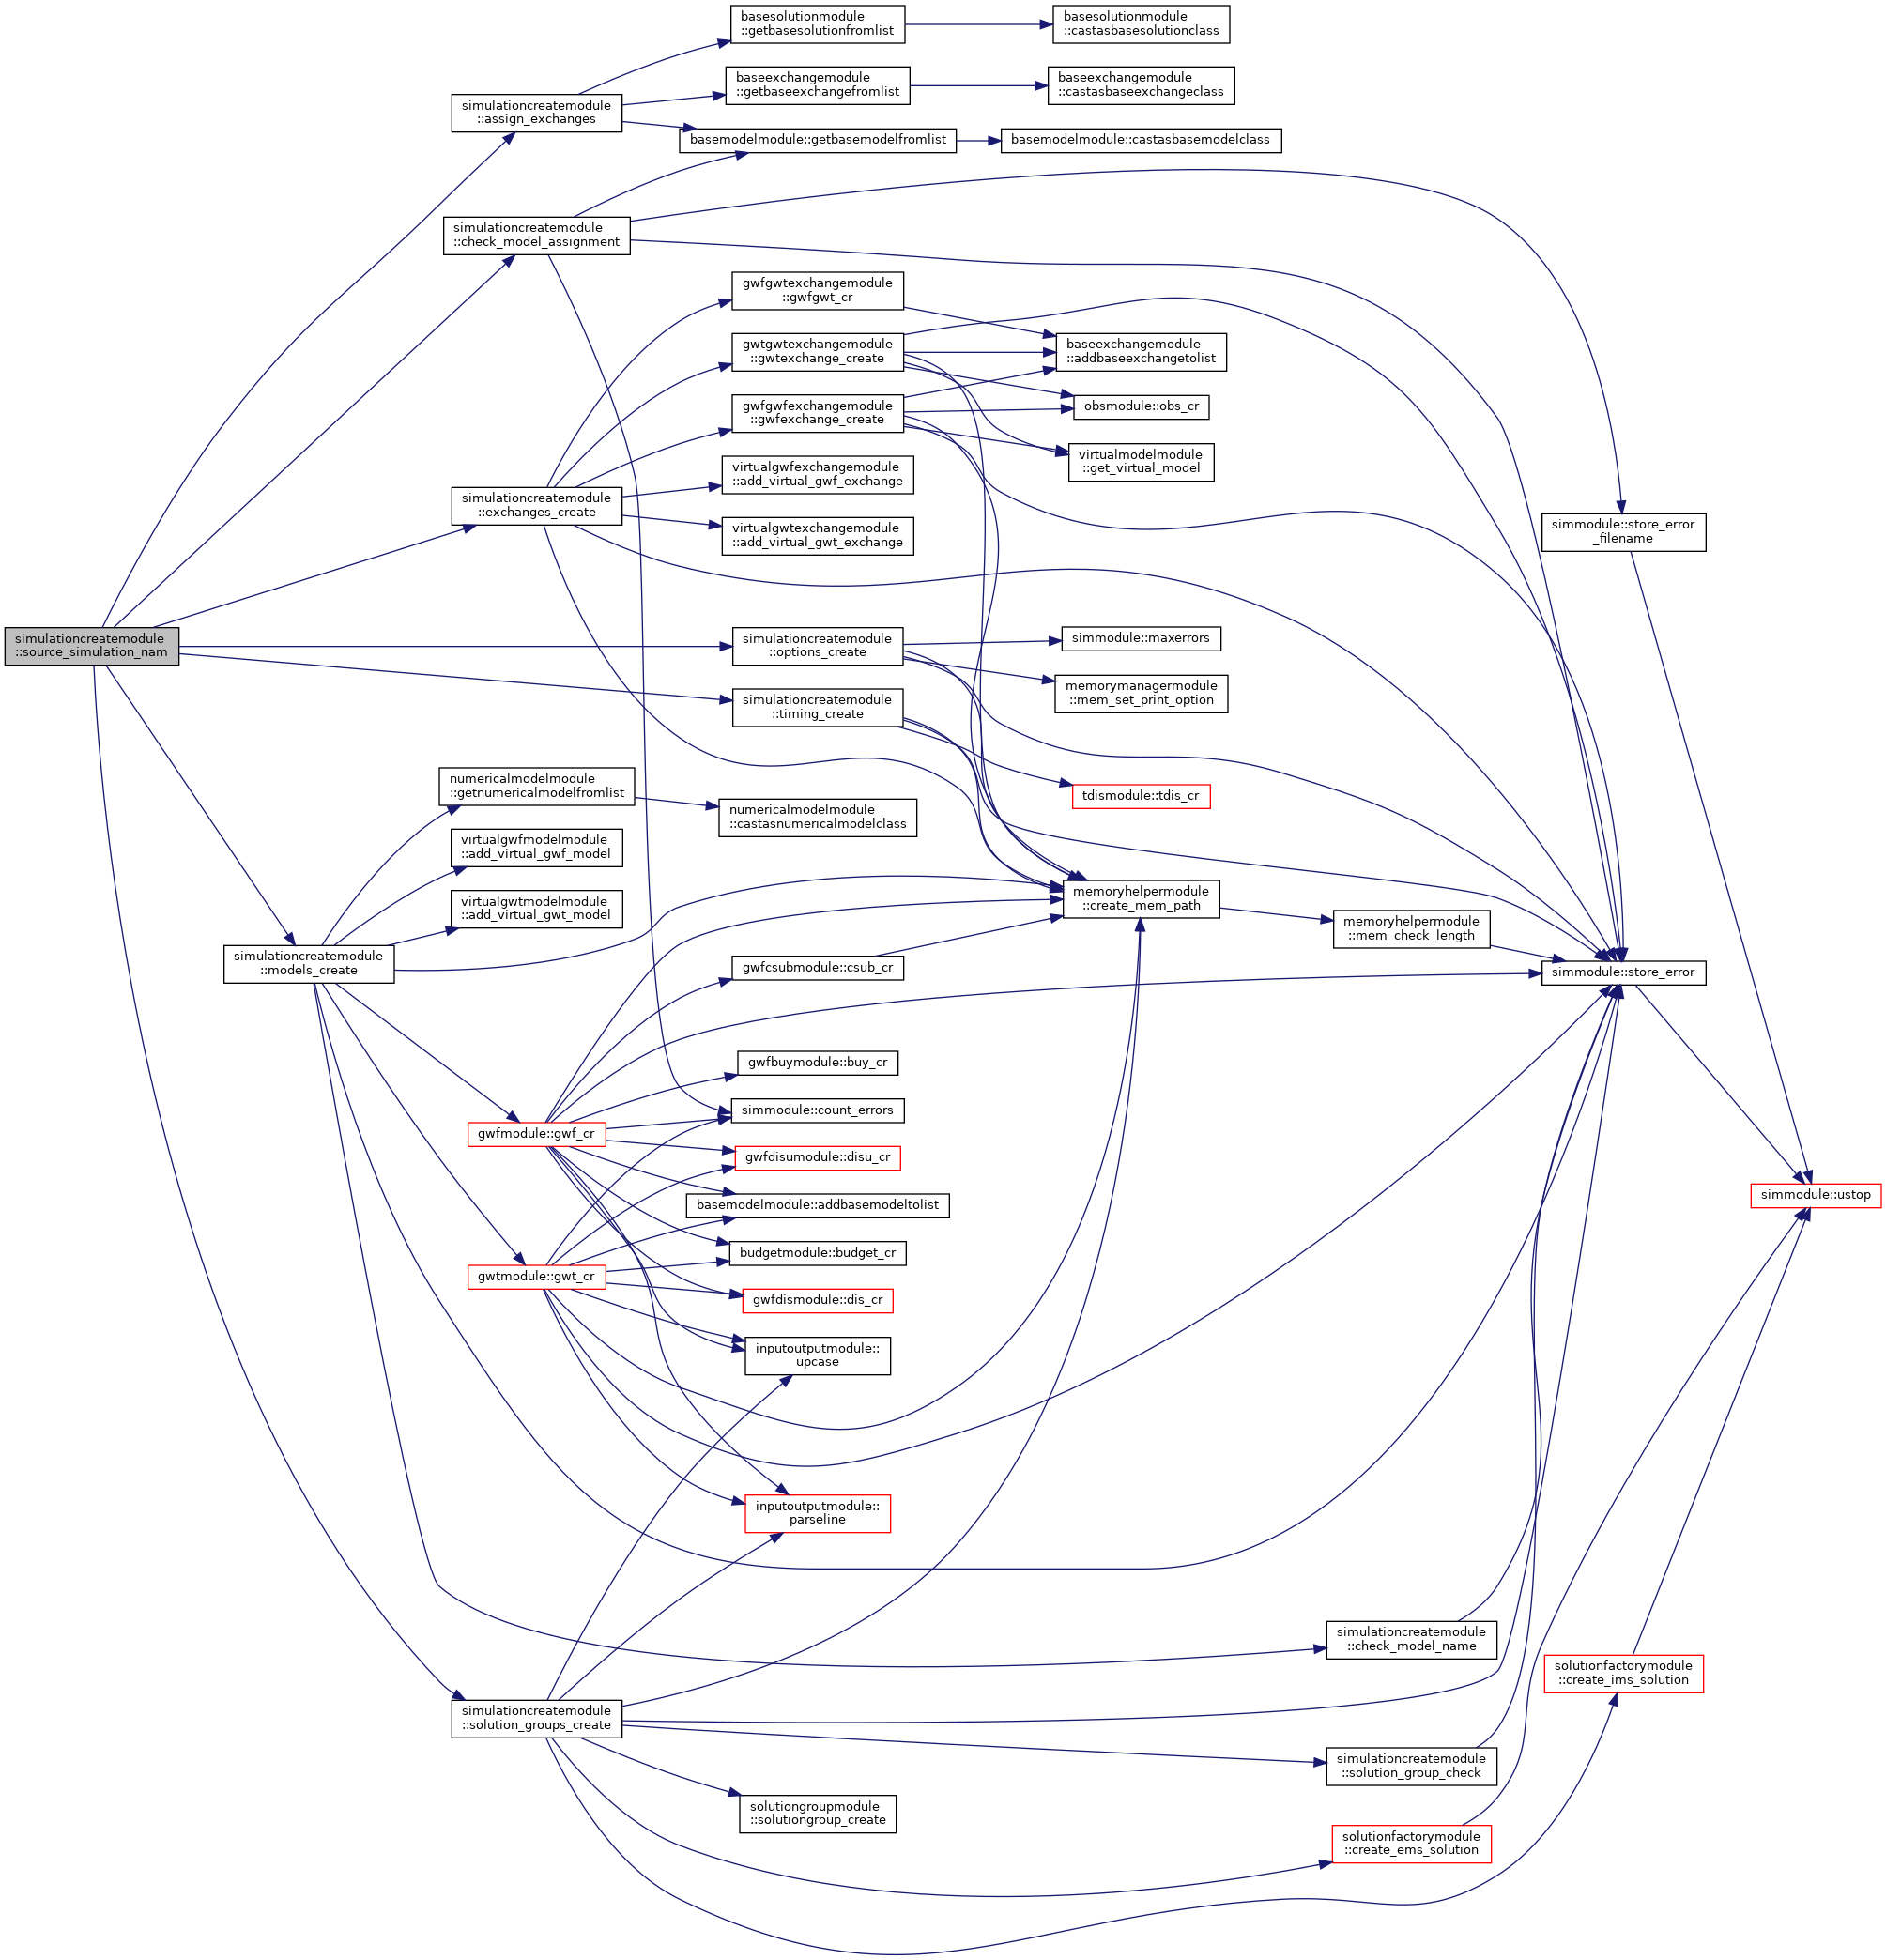 basesolutionmodule
::getbasesolutionfromlist
basesolutionmodule
::castasbasesolutionclass
baseexchangemodule
::getbaseexchangefromlist
baseexchangemodule
::castasbaseexchangeclass
simulationcreatemodule
::assign_exchanges
basemodelmodule::getbasemodelfromlist
basemodelmodule::castasbasemodelclass
simulationcreatemodule
::check_model_assignment
gwfgwtexchangemodule
::gwfgwt_cr
gwtgwtexchangemodule
::gwtexchange_create
baseexchangemodule
::addbaseexchangetolist
gwfgwfexchangemodule
::gwfexchange_create
obsmodule::obs_cr
virtualmodelmodule
::get_virtual_model
virtualgwfexchangemodule
::add_virtual_gwf_exchange
simulationcreatemodule
::exchanges_create
virtualgwtexchangemodule
::add_virtual_gwt_exchange
simmodule::store_error
_filename
simulationcreatemodule
::source_simulation_nam
simulationcreatemodule
::options_create
simmodule::maxerrors
memorymanagermodule
::mem_set_print_option
simulationcreatemodule
::timing_create
numericalmodelmodule
::getnumericalmodelfromlist
tdismodule::tdis_cr
numericalmodelmodule
::castasnumericalmodelclass
virtualgwfmodelmodule
::add_virtual_gwf_model
virtualgwtmodelmodule
::add_virtual_gwt_model
memoryhelpermodule
::create_mem_path
memoryhelpermodule
::mem_check_length
simulationcreatemodule
::models_create
gwfcsubmodule::csub_cr
simmodule::store_error
gwfbuymodule::buy_cr
simmodule::count_errors
gwfmodule::gwf_cr
gwfdisumodule::disu_cr
simmodule::ustop
basemodelmodule::addbasemodeltolist
budgetmodule::budget_cr
gwtmodule::gwt_cr
gwfdismodule::dis_cr
inputoutputmodule::
upcase
inputoutputmodule::
parseline
simulationcreatemodule
::check_model_name
solutionfactorymodule
::create_ims_solution
simulationcreatemodule
::solution_groups_create
simulationcreatemodule
::solution_group_check
solutiongroupmodule
::solutiongroup_create
solutionfactorymodule
::create_ems_solution